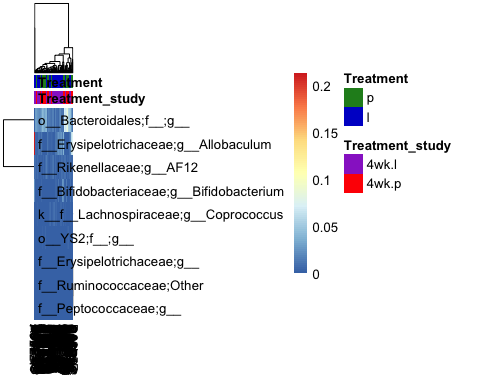 Treatment
Treatment_study
o__Bacteroidales;f__;g__
f__Erysipelotrichaceae;g__Allobaculum
f__Rikenellaceae;g__AF12
f__Bifidobacteriaceae;g__Bifidobacterium
k__f__Lachnospiraceae;g__Coprococcus
o__YS2;f__;g__
f__Erysipelotrichaceae;g__
f__Ruminococcaceae;Other
f__Peptococcaceae;g__
0.2
0.15
0.1
0.05
0
Treatment
p
l
Treatment_study
4wk.l
4wk.p